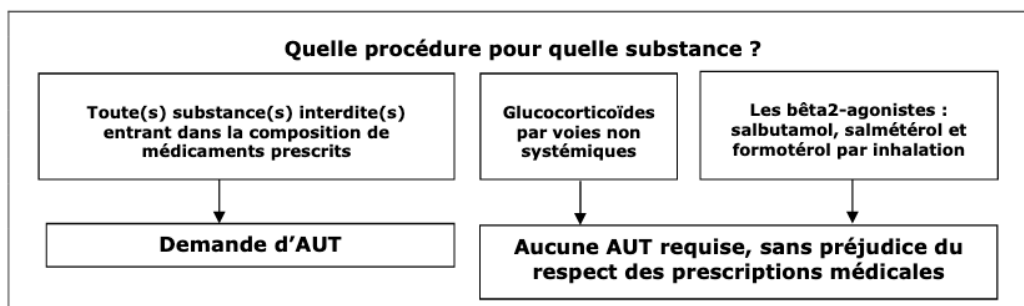 Quelle procédure pour quelle substance ?
Toute(s) substance(s) interdite(s)
entrant dans la composition de
médicaments prescrits
Glucocorticoïdes
par voies non
systémiques
Les bêta2-agonistes :
salbutamol, salmétérol et
formotérol par inhalation
Demande d’AUT
Aucune AUT requise, sans préjudice du
respect des prescriptions médicales